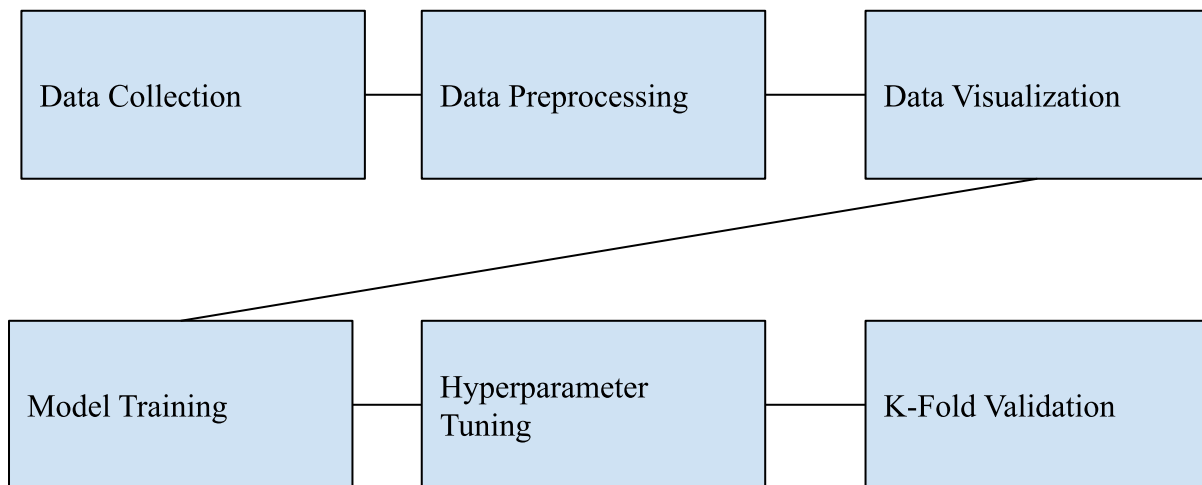 Data Collection
Data Preprocessing
Data Visualization
Model Training
Hyperparameter
Tuning
K-Fold Validation